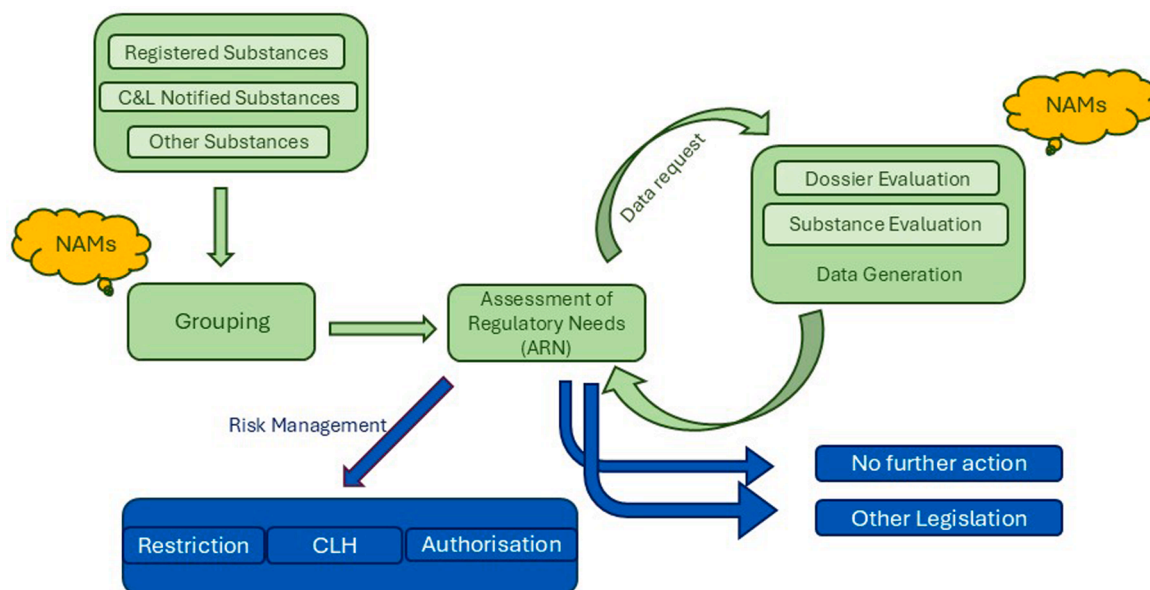 Registered Substances
C&L Notified Substances
Other Substances
NAMs
Grouping
Assessment of
Regulatory Needs
(ARN)
Data request
NAMs
Dossier Evaluation
Substance Evaluation
Data Generation
Risk Management
Restriction
CLH
Authorisation
No further action
Other Legislation